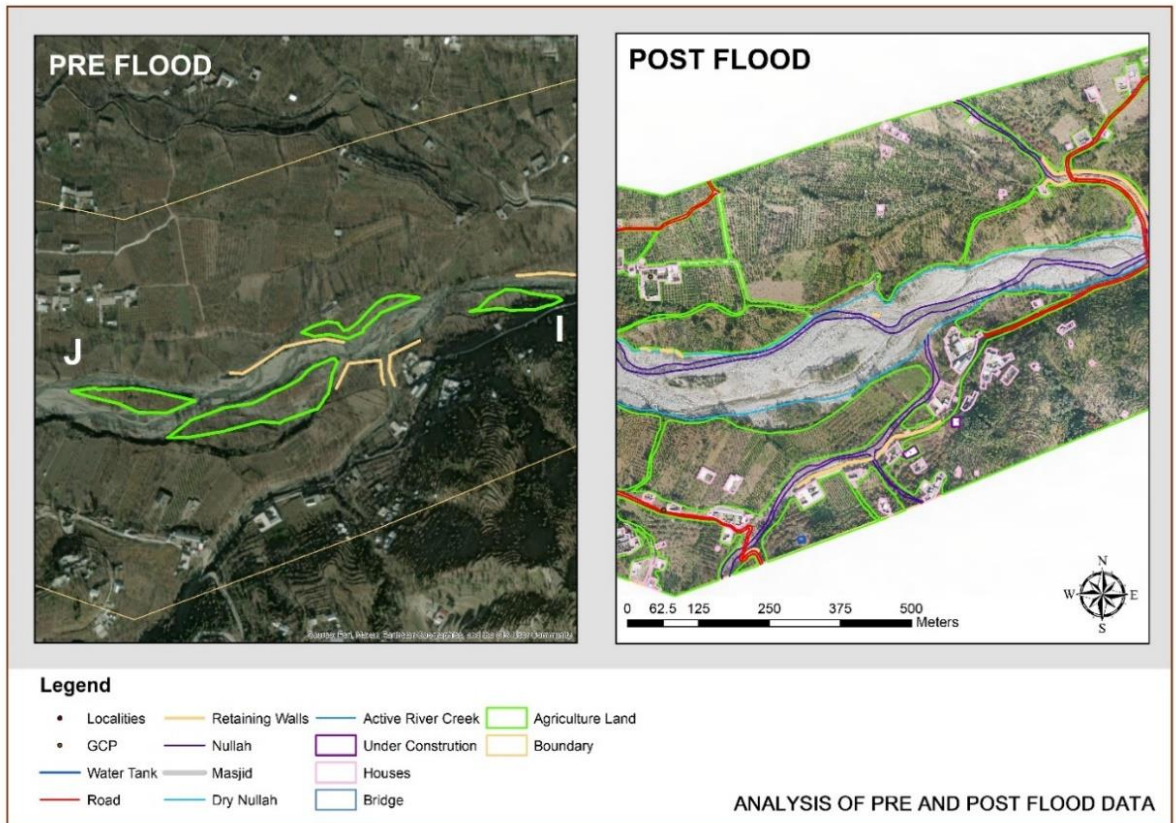 PRE FLOOD
J
I
POST FLOOD
N
W E
S
0 62.5 125 250 375 500
Meters
Legend
Localities
GCP
Water Tank
Road
Retaining Walls
Nullah
Masjid
Dry Nullah
Active River Creek
Under Constrution
Houses
Bridge
Agriculture Land
Boundary
ANALYSIS OF PRE AND POST FLOOD DATA